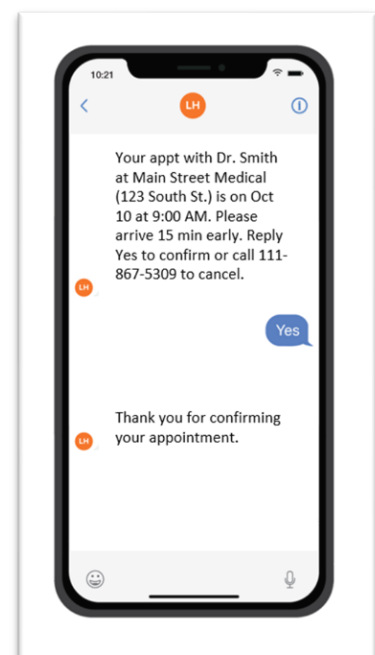 10:21
LH
Your appt with Dr. Smith
at Main Street Medical
(123 South St.) is on Oct
10 at 9:00 AM. Please
arrive 15 min early. Reply
Yes to confirm or call 111-
867-5309 to cancel.
LH
Yes
Thank you for confirming
your appointment.
LH